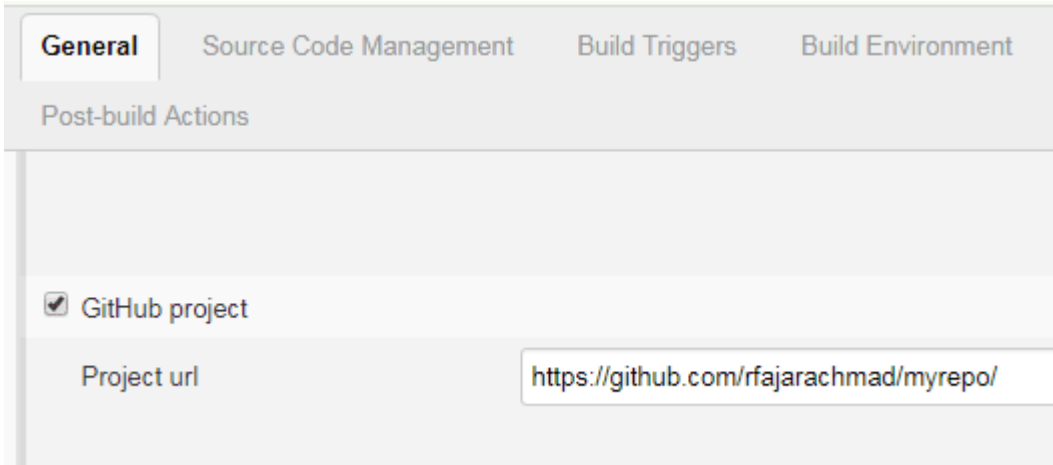 General Source Code Management Build Triggers Build Environment
Post-build Actions
GitHub project
Project url https://github.com/rfajarachmad/myrepo/